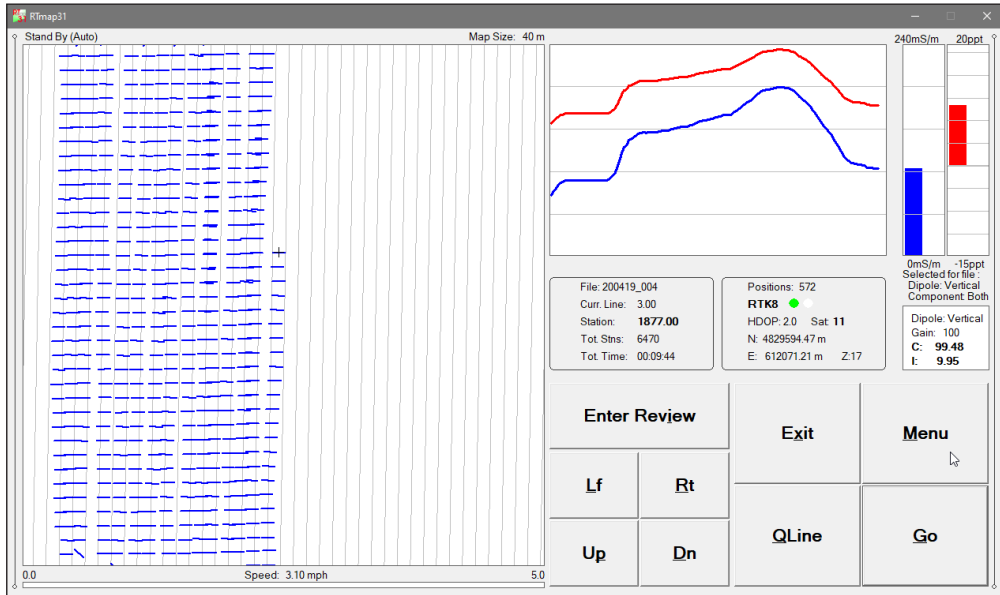 RTmap31
Stand By (Auto)
Map Size: 40 m
0.0
Speed: 3.10 mph
5.0
240mS/m
20ppt
0mS/m
-15ppt
Selected for file :
Dipole: Vertical
Component: Both
File: 200419_004
Curr. Line: 3.00
Station: 1877.00
Tot. Stns: 6470
Tot. Time: 00:09:44
Positions: 572
RTK8
HDOP: 2.0 Sat: 11
N: 4829594.47 m
E: 612071.21 m Z:17
Dipole: Vertical
Gain: 100
C: 99.48
I: 9.95
Enter Review
Exit
Menu
Lf
Rt
Up
Dn
QLine
Go